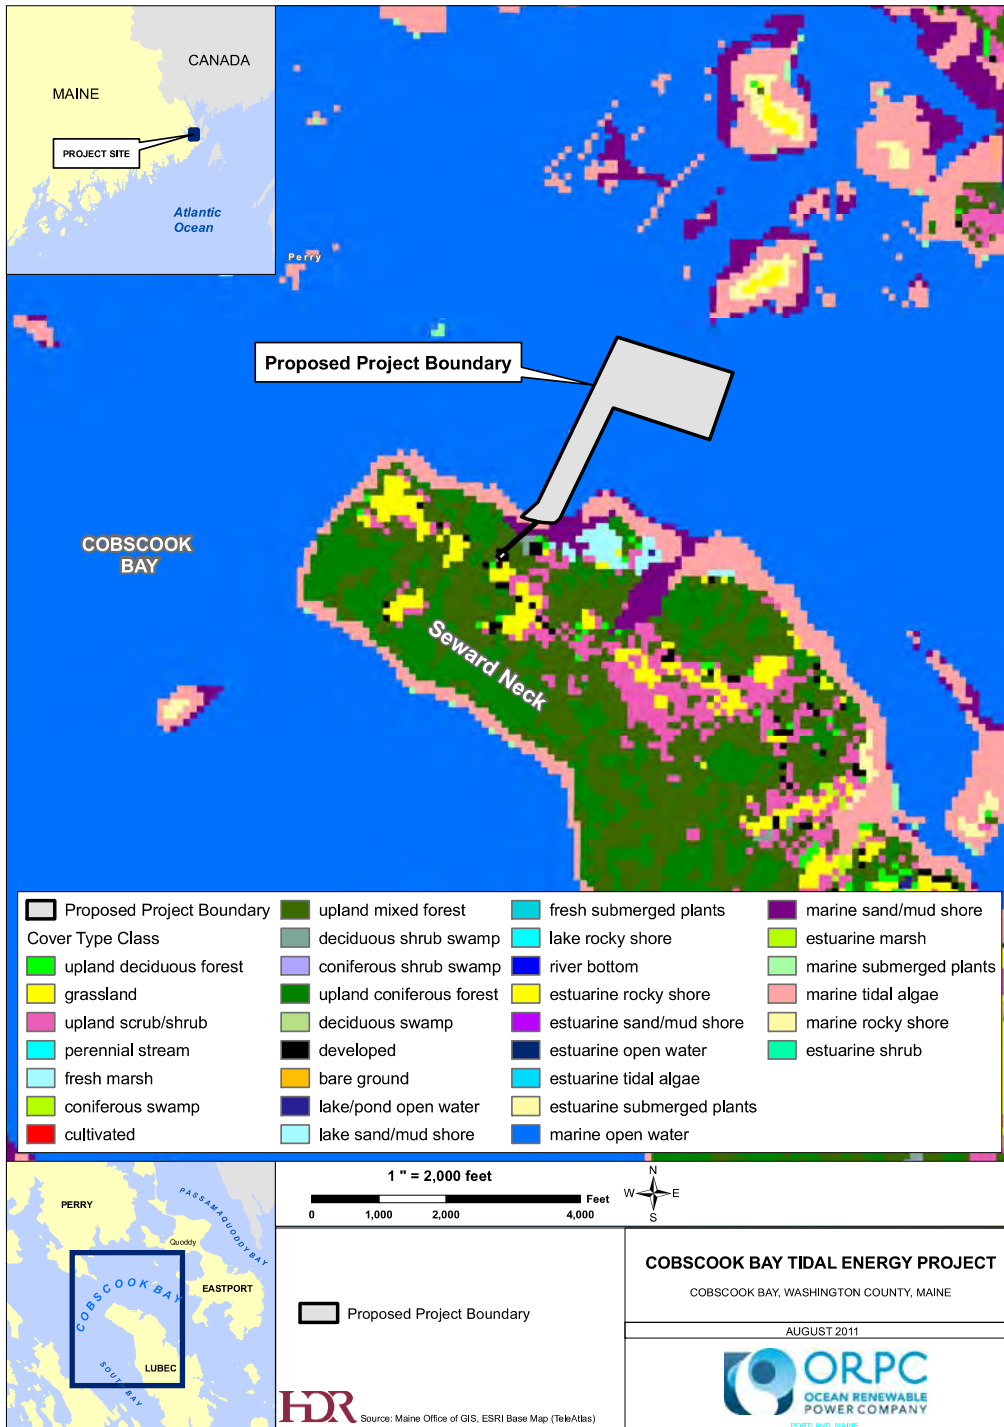 CANADA
MAINE
PROJECT SITE
Atlantic
Ocean
Perry
Proposed Project Boundary
COBSCOOK
BAY
Seward Neck
Proposed Project Boundary
Cover Type Class
upland deciduous forest
grassland
upland scrub/shrub
perennial stream
fresh marsh
coniferous swamp
cultivated
upland mixed forest
deciduous shrub swamp
coniferous shrub swamp
upland coniferous forest
deciduous swamp
developed
bare ground
lake/pond open water
lake sand/mud shore
fresh submerged plants
lake rocky shore
river bottom
estuarine rocky shore
estuarine sand/mud shore
estuarine open water
estuarine tidal algae
estuarine submerged plants
marine open water
marine sand/mud shore
estuarine marsh
marine submerged plants
marine tidal algae
marine rocky shore
estuarine shrub
PERRY
PASSAMAQUODDY BAY
Quoddy
COBSCOOK BAY
EASTPORT
LUBEC
SOUTH BAY
1 " = 2,000 feet
Feet
0 1,000 2,000 4,000
N
W E
S
Proposed Project Boundary
HDR
Source: Maine Office of GIS, ESRI Base Map (TeleAtlas)
COBSCOOK BAY TIDAL ENERGY PROJECT
COBSCOOK BAY, WASHINGTON COUNTY, MAINE
AUGUST 2011
ORPC
OCEAN RENEWABLE
POWER COMPANY
PORTLAND, MAINE